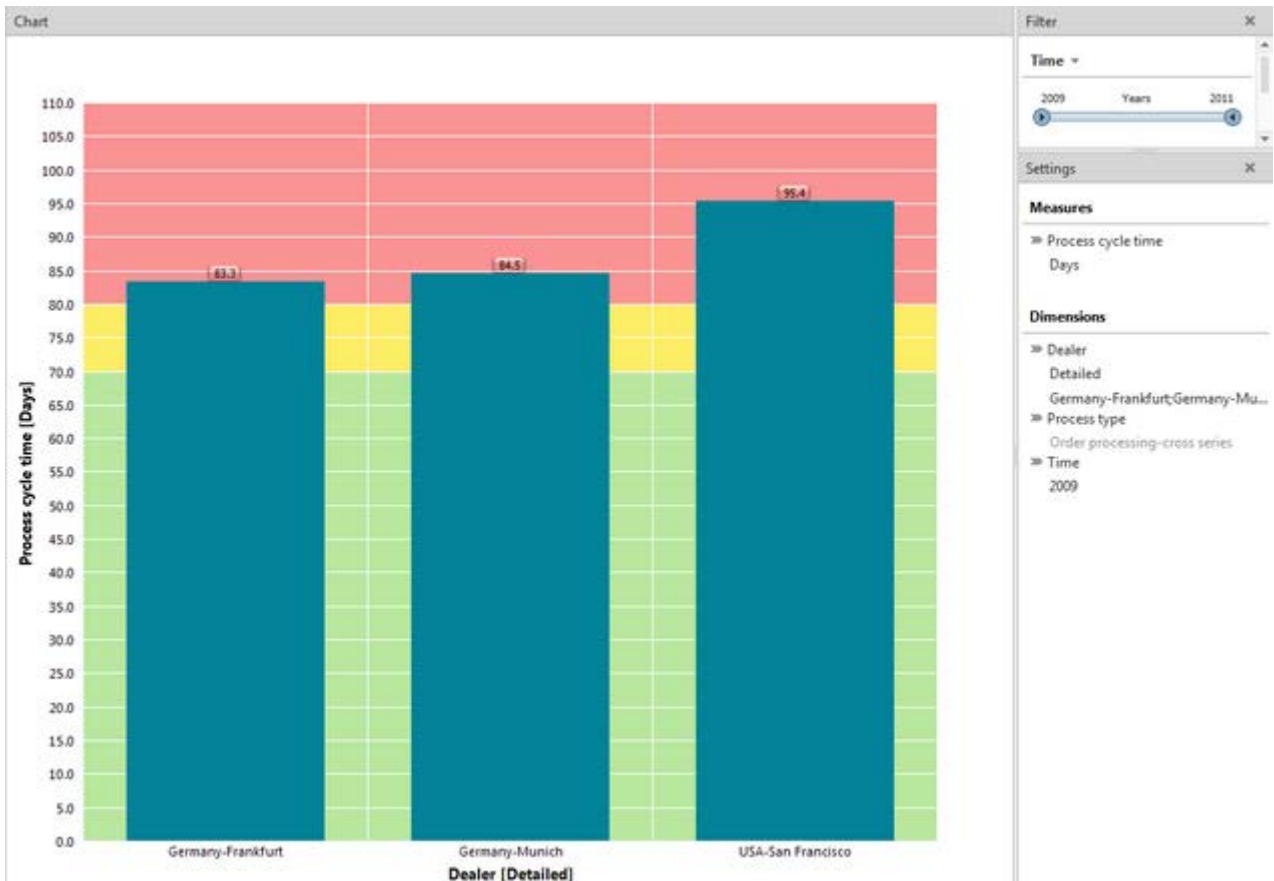 Chart
110.0
105.0
100.0
95.0
90.0
85.0
80.0
75.0
70.0
65.0
60.0
55.0
50.0
45.0
40.0
35.0
30.0
25.0
20.0
15.0
10.0
5.0
0.0
Process cycle time [Days]
83.3
84.5
95.4
Germany-Frankfurt
Germany-Munich
USA-San Francisco
Dealer [Detailed]
Filter
Time
2009 Years 2011
Settings
Measures
Process cycle time
Days
Dimensions
Dealer
Detailed
Germany-Frankfurt;Germany-Mu...
Process type
Order processing-cross series
Time
2009